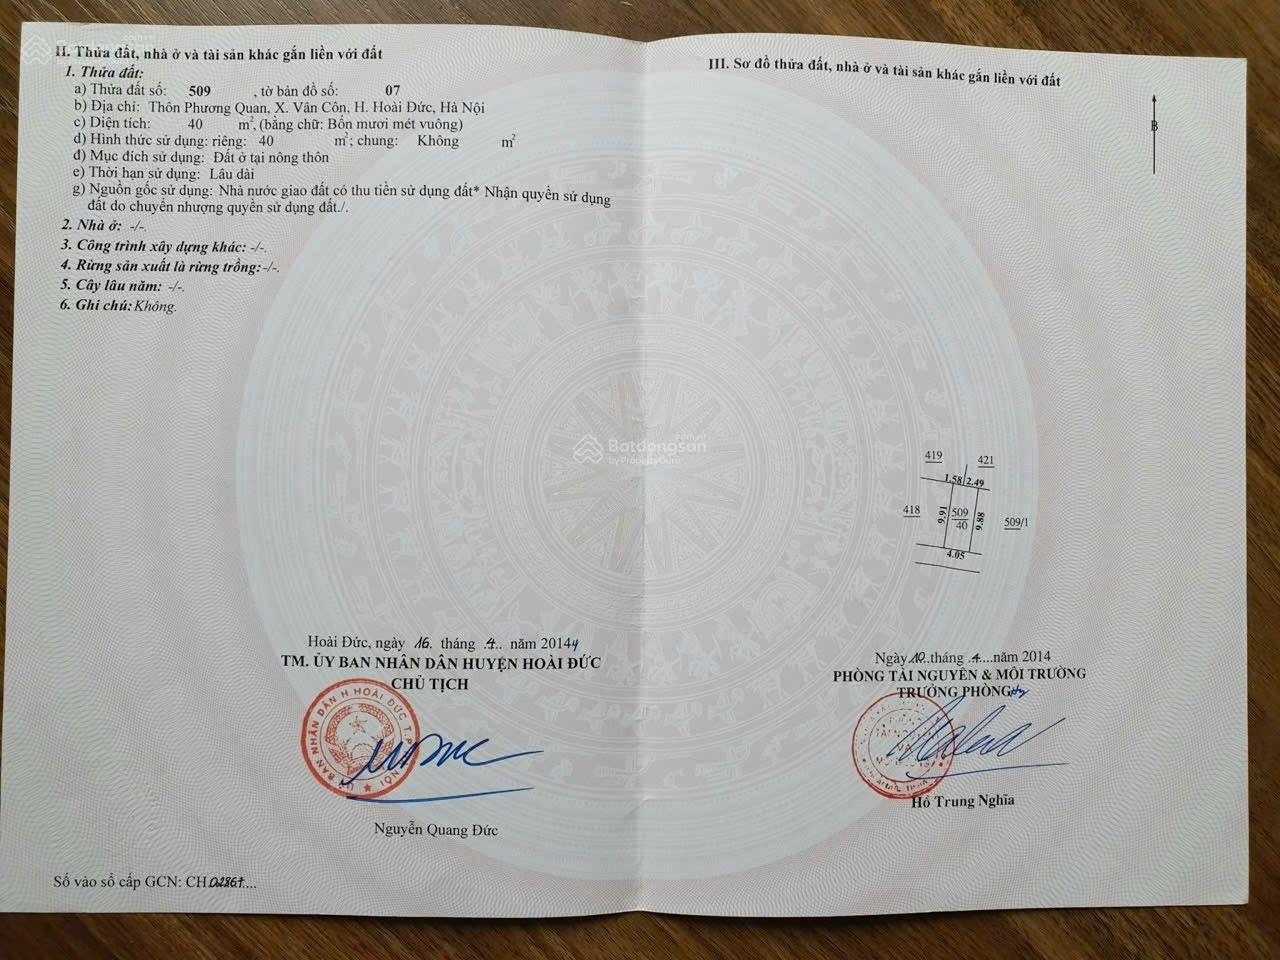 II. Thửa đất, nhà ở và tài sản khác gắn liền với đất
1. Thửa đất:
a) Thửa đất số: 509 , tờ bản đồ số: 07
b) Địa chỉ: Thôn Phương Quan, X. Vân Côn, H. Hoài Đức, Hà Nội
c) Diện tích: 40 m², (bằng chữ: Bốn mươi mét vuông)
d) Hình thức sử dụng: riêng: 40 m²; chung: Không m²
đ) Mục đích sử dụng: Đất ở tại nông thôn
e) Thời hạn sử dụng: Lâu dài
g) Nguồn gốc sử dụng: Nhà nước giao đất có thu tiền sử dụng đất* Nhận quyền sử dụng
đất do chuyển nhượng quyền sử dụng đất./.
2. Nhà ở: -/-.
3. Công trình xây dựng khác: -/-.
4. Rừng sản xuất là rừng trồng: -/-.
5. Cây lâu năm: -/-.
6. Ghi chú: Không.
Hoài Đức, ngày 16 tháng 4 năm 2014
TM. ỦY BAN NHÂN DÂN HUYỆN HOÀI ĐỨC
CHỦ TỊCH
Nguyễn Quang Đức
Số vào sổ cấp GCN: CH
III. Sơ đồ thửa đất, nhà ở và tài sản khác gắn liền với đất
B
419
421
1.58
2.49
418
9.91
509
40
9.88
509/1
4.05
Ngày 10 tháng 4 năm 2014
PHÒNG TÀI NGUYÊN & MÔI TRƯỜNG
TRƯỞNG PHÒNG
Hồ Trung Nghĩa
Batdongsan
by PropertyGuru